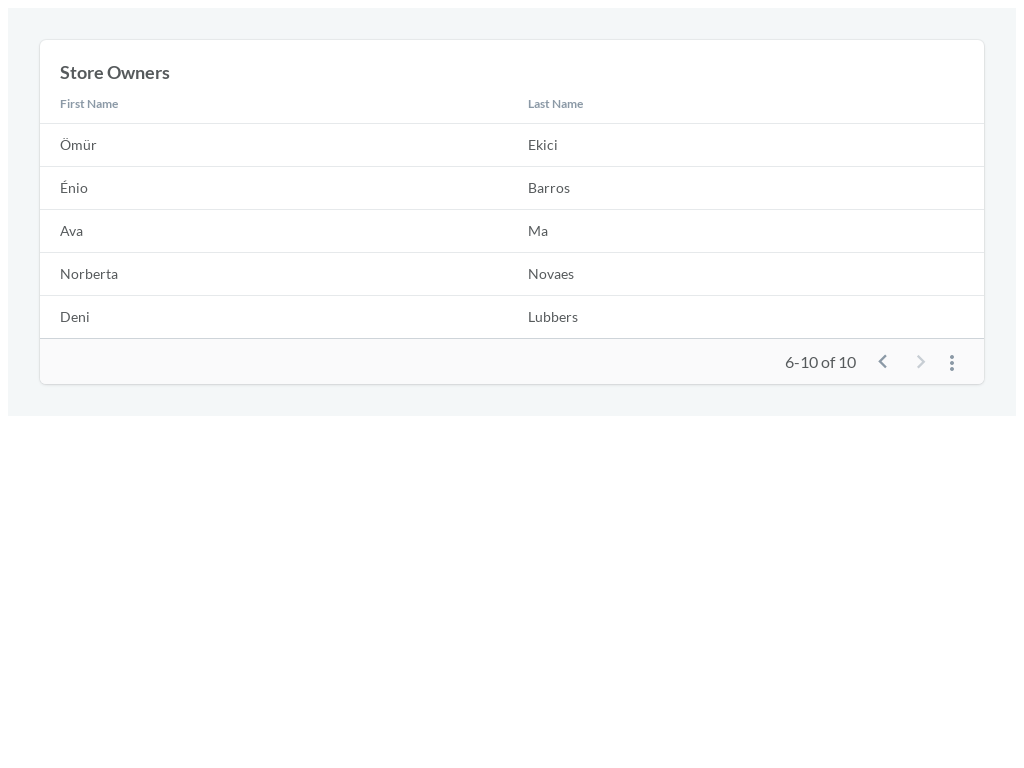 Store Owners
First Name Last Name
Ömür Ekici
Énio Barros
Ava Ma
Norberta Novaes
Deni Lubbers
6-10 of 10